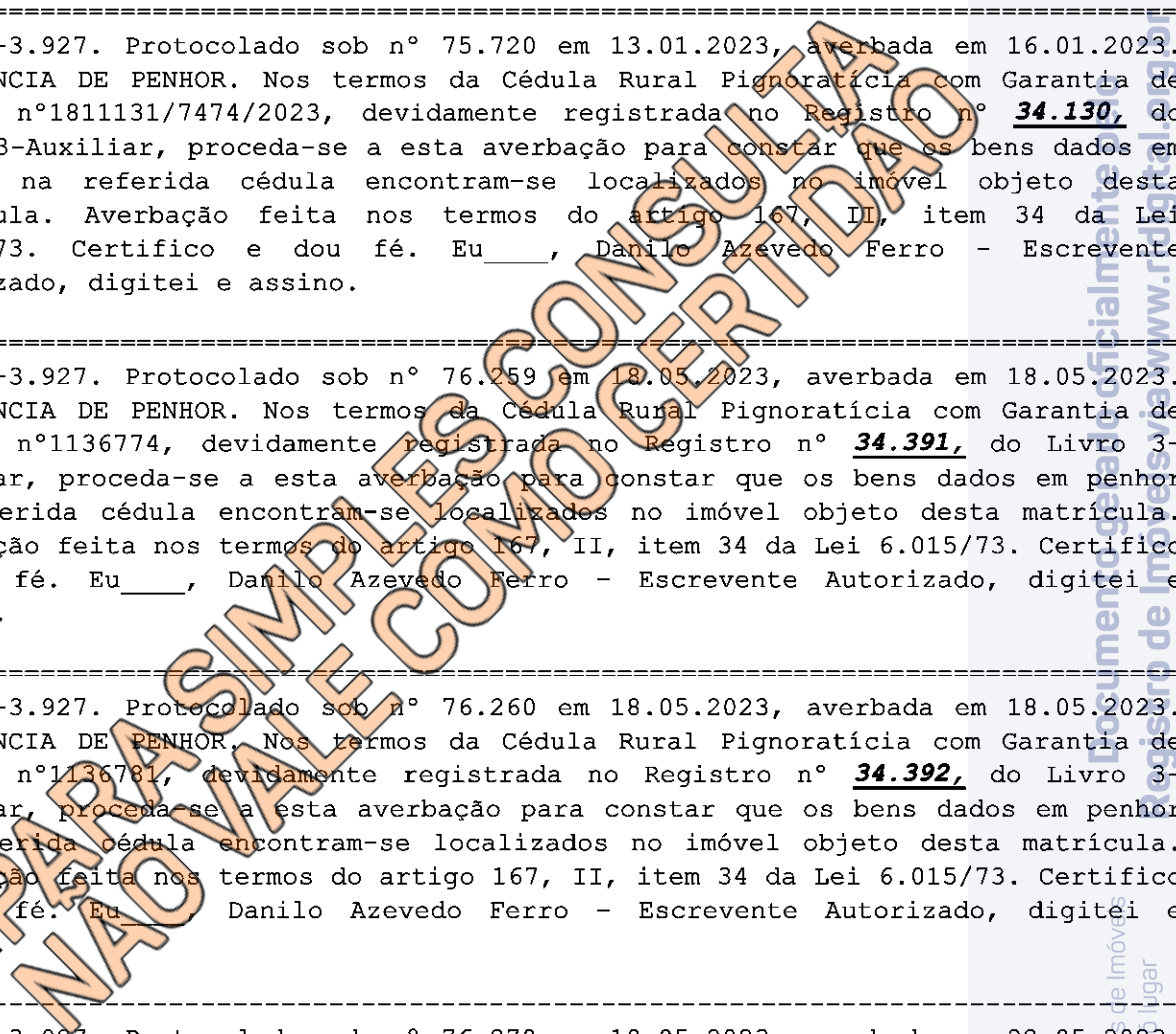 -3.927. Protocolado sob nº 75.720 em 13.01.2023, averbada em 16.01.2023.
NCIA DE PENHOR. Nos termos da Cédula Rural Pignoratícia com Garantia de
nº1811131/7474/2023, devidamente registrada no Registro nº 34.130, do
3-Auxiliar, proceda-se a esta averbação para constar que os bens dados em
na referida cédula encontram-se localizados no imóvel objeto desta
ula. Averbação feita nos termos do artigo 167, II, item 34 da Lei
73. Certifico e dou fé. Eu____, Danilo Azevedo Ferro - Escrevente
zado, digitei e assino.
-3.927. Protocolado sob nº 76.259 em 18.05.2023, averbada em 18.05.2023.
NCIA DE PENHOR. Nos termos da Cédula Rural Pignoratícia com Garantia de
nº1136774, devidamente registrada no Registro nº 34.391, do Livro 3-
ar, proceda-se a esta averbação para constar que os bens dados em penhor
erida cédula encontram-se localizados no imóvel objeto desta matrícula.
ção feita nos termos do artigo 167, II, item 34 da Lei 6.015/73. Certifico
fé. Eu____, Danilo Azevedo Ferro - Escrevente Autorizado, digitei e
.
-3.927. Protocolado sob nº 76.260 em 18.05.2023, averbada em 18.05.2023.
NCIA DE PENHOR. Nos termos da Cédula Rural Pignoratícia com Garantia de
nº1136781, devidamente registrada no Registro nº 34.392, do Livro 3-
ar, proceda-se a esta averbação para constar que os bens dados em penhor
erida cédula encontram-se localizados no imóvel objeto desta matrícula.
ção feita nos termos do artigo 167, II, item 34 da Lei 6.015/73. Certifico
fé. Eu____, Danilo Azevedo Ferro - Escrevente Autorizado, digitei e
PARA SIMPLES CONSULTA
NÃO VALE COMO CERTIDÃO
Documento gerado oficialmente pelo
Registro de Imóveis via www.ridigital.org.br
s de Imóveis
lugar